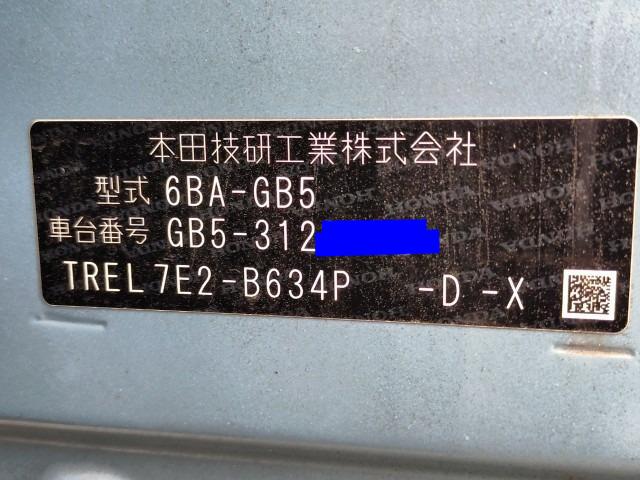 本田技研工業株式会社
型式 6BA-GB5
車台番号 GB5-312
TREL 7E2-B634P -D -X